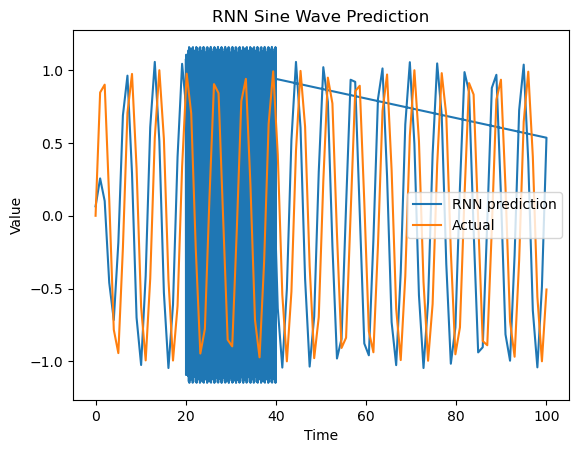 RNN Sine Wave Prediction
1.0
0.5
0.0
−0.5
−1.0
Value
RNN prediction
Actual
0 20 40 60 80 100
Time